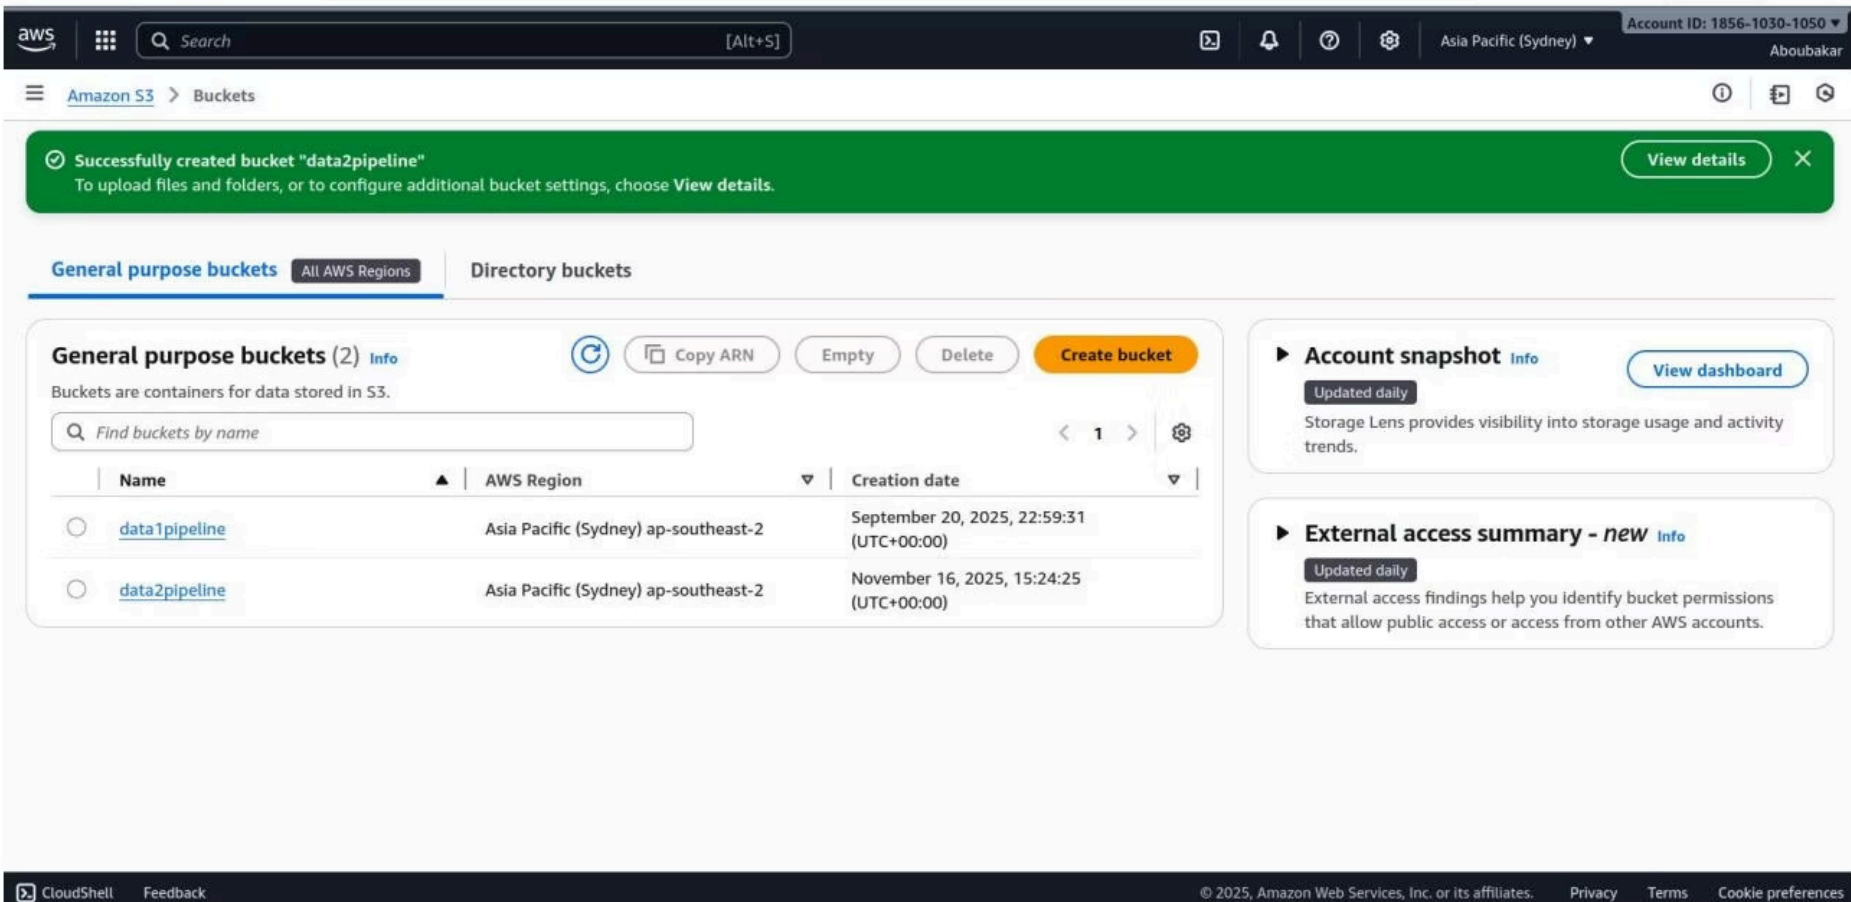 aws
Search [Alt+S]
Asia Pacific (Sydney)
Account ID: 1856-1030-1050
Aboubakar
Amazon S3 > Buckets
Successfully created bucket "data2pipeline"
To upload files and folders, or to configure additional bucket settings, choose View details.
View details
General purpose buckets All AWS Regions
Directory buckets
General purpose buckets (2) Info
Copy ARN
Empty
Delete
Create bucket
Buckets are containers for data stored in S3.
Find buckets by name
< 1 >
Name AWS Region Creation date
data1pipeline Asia Pacific (Sydney) ap-southeast-2 September 20, 2025, 22:59:31
(UTC+00:00)
data2pipeline Asia Pacific (Sydney) ap-southeast-2 November 16, 2025, 15:24:25
(UTC+00:00)
Account snapshot Info
View dashboard
Updated daily
Storage Lens provides visibility into storage usage and activity
trends.
External access summary - new Info
Updated daily
External access findings help you identify bucket permissions
that allow public access or access from other AWS accounts.
CloudShell Feedback
© 2025, Amazon Web Services, Inc. or its affiliates. Privacy Terms Cookie preferences